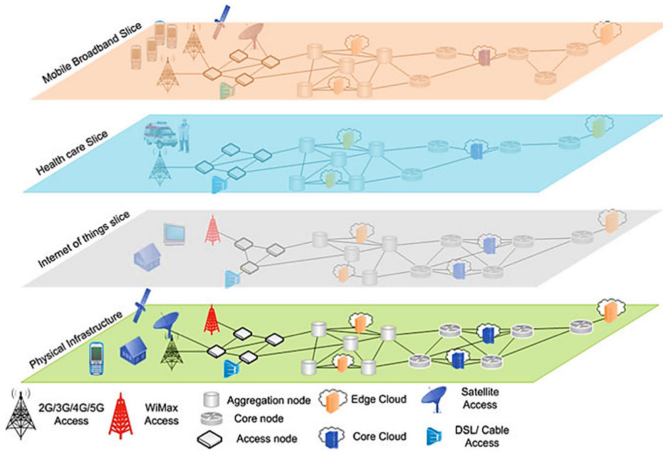 Mobile Broadband Slice
Health care Slice
Internet of things slice
Physical Infrastructure
2G/3G/4G/5G
Access
WiMax
Access
Aggregation node
Core node
Access node
Edge Cloud
Core Cloud
Satellite
Access
DSL/ Cable
Access